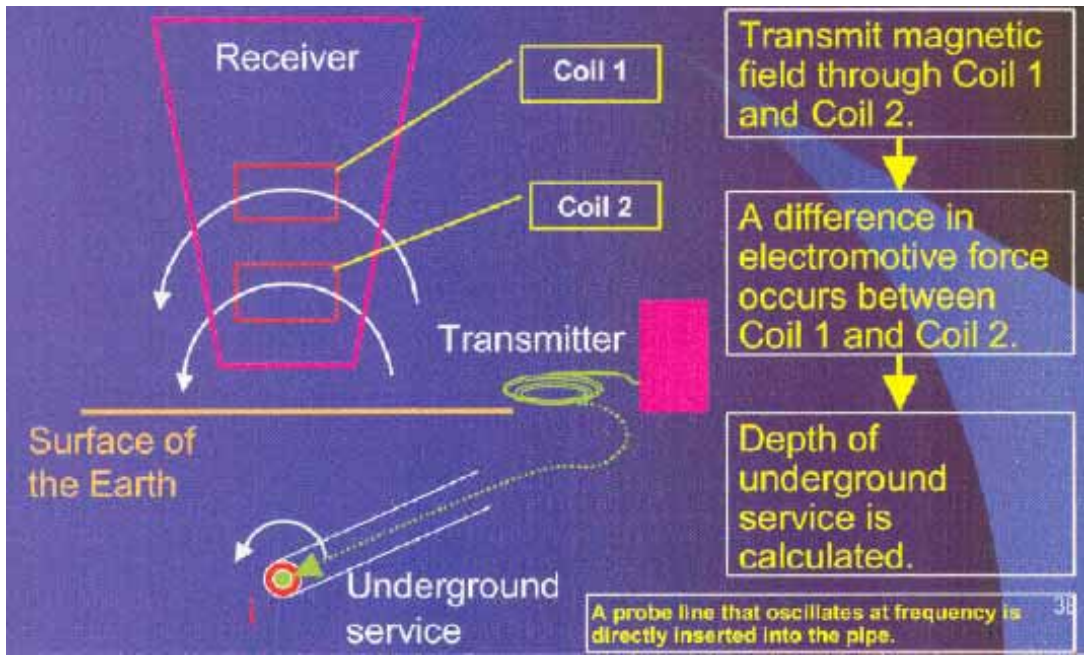 Receiver
Coil 1
Coil 2
Transmitter
Surface of
the Earth
Underground
service
i
Transmit magnetic
field through Coil 1
and Coil 2.
A difference in
electromotive force
occurs between
Coil 1 and Coil 2.
Depth of
underground
service is
calculated.
A probe line that oscillates at frequency is
directly inserted into the pipe.
38